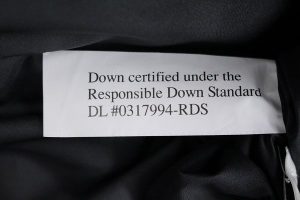 Down certified under the
Responsible Down Standard
DL #0317994-RDS